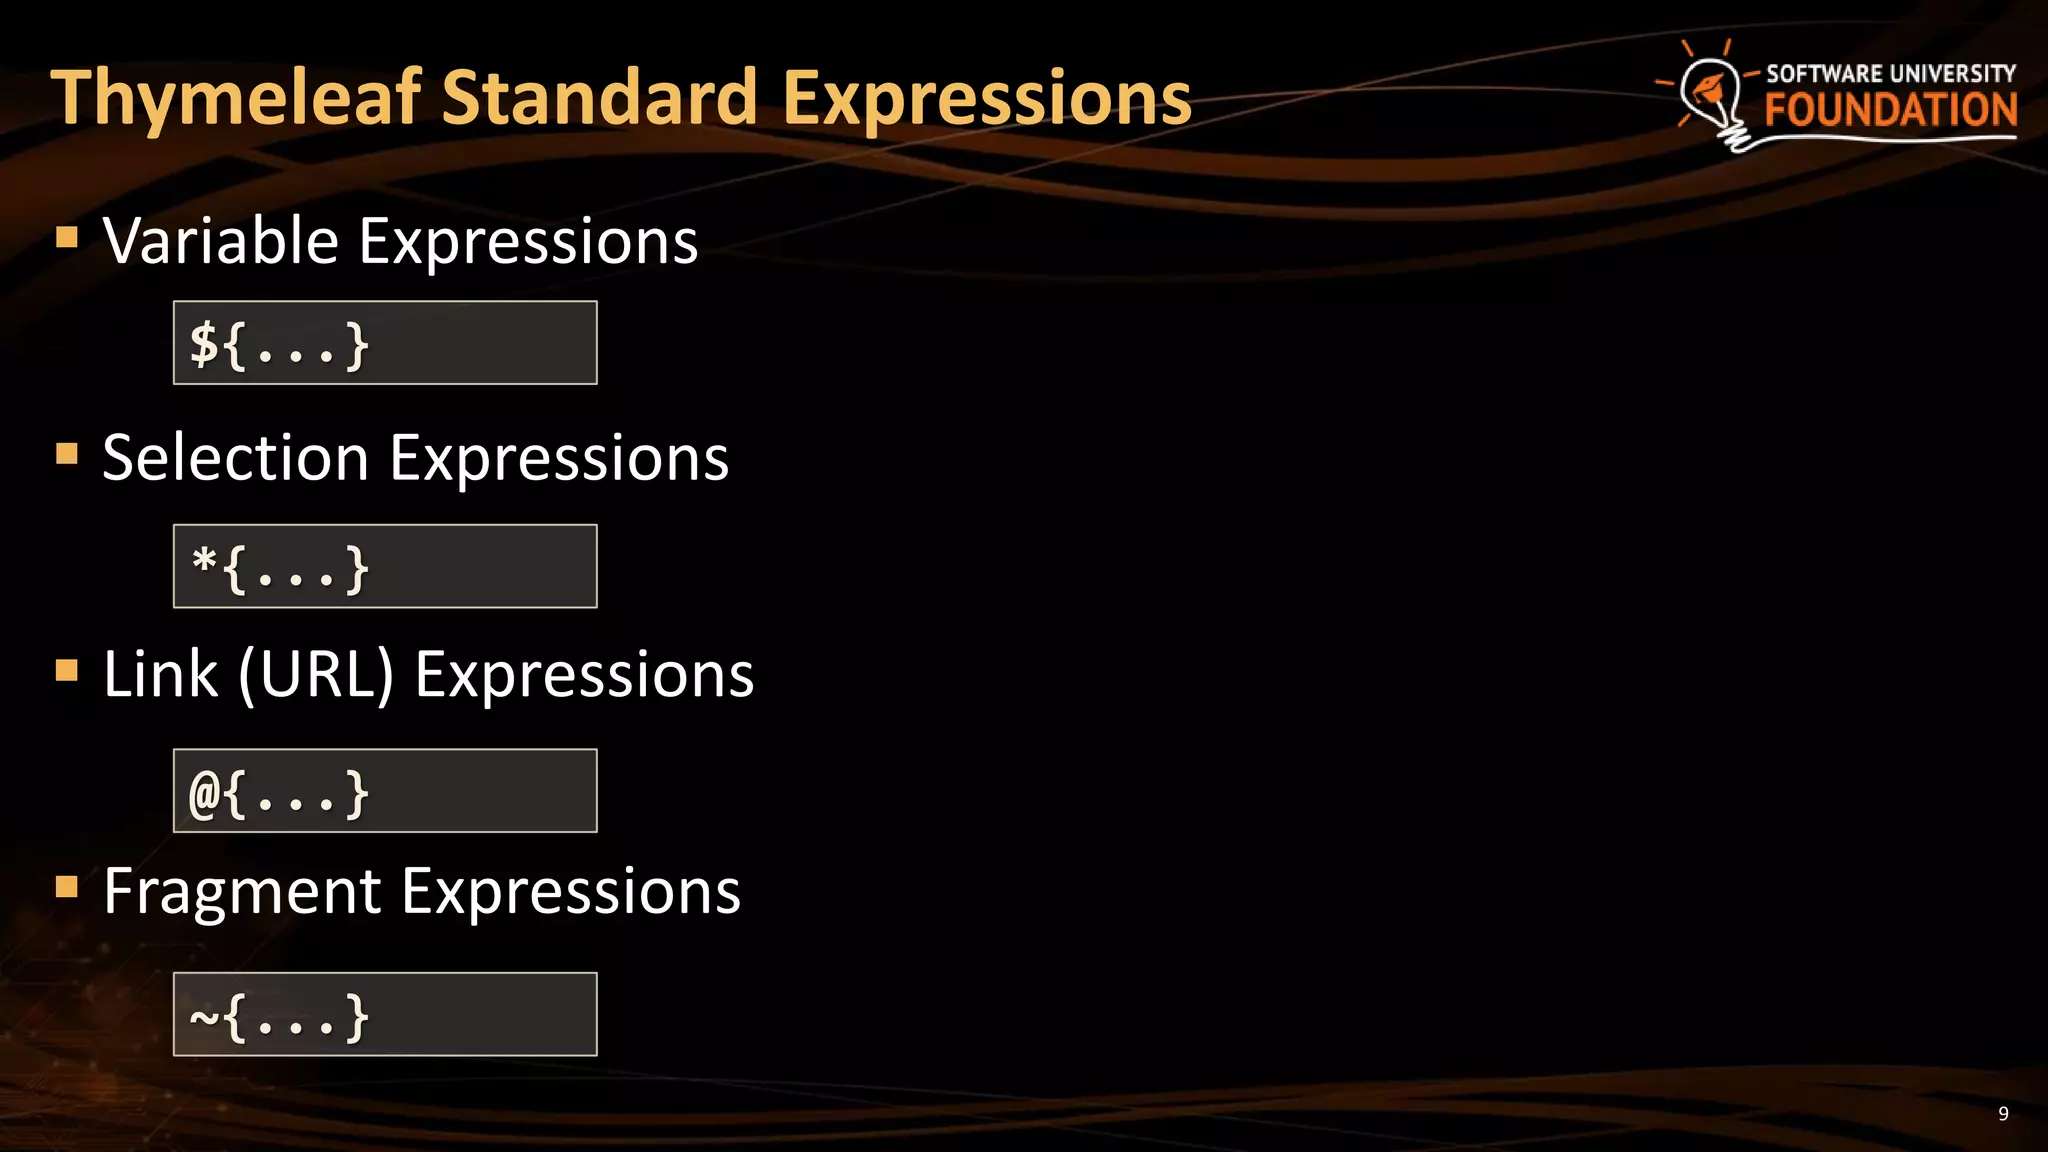 Thymeleaf Standard Expressions
SOFTWARE UNIVERSITY
FOUNDATION
▪ Variable Expressions
${...}
▪ Selection Expressions
*{...}
▪ Link (URL) Expressions
@{...}
▪ Fragment Expressions
~{...}
9